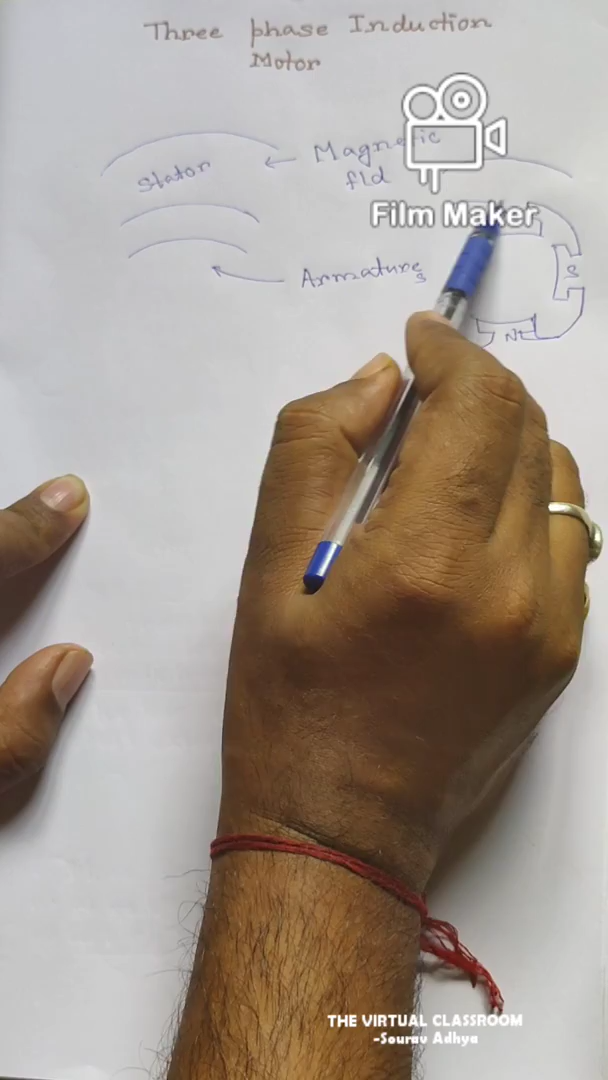 Three phase Induction
Motor
Magnetic
fld
Stator
Film Maker
Armatures
S
N
THE VIRTUAL CLASSROOM
-Sourav Adhya